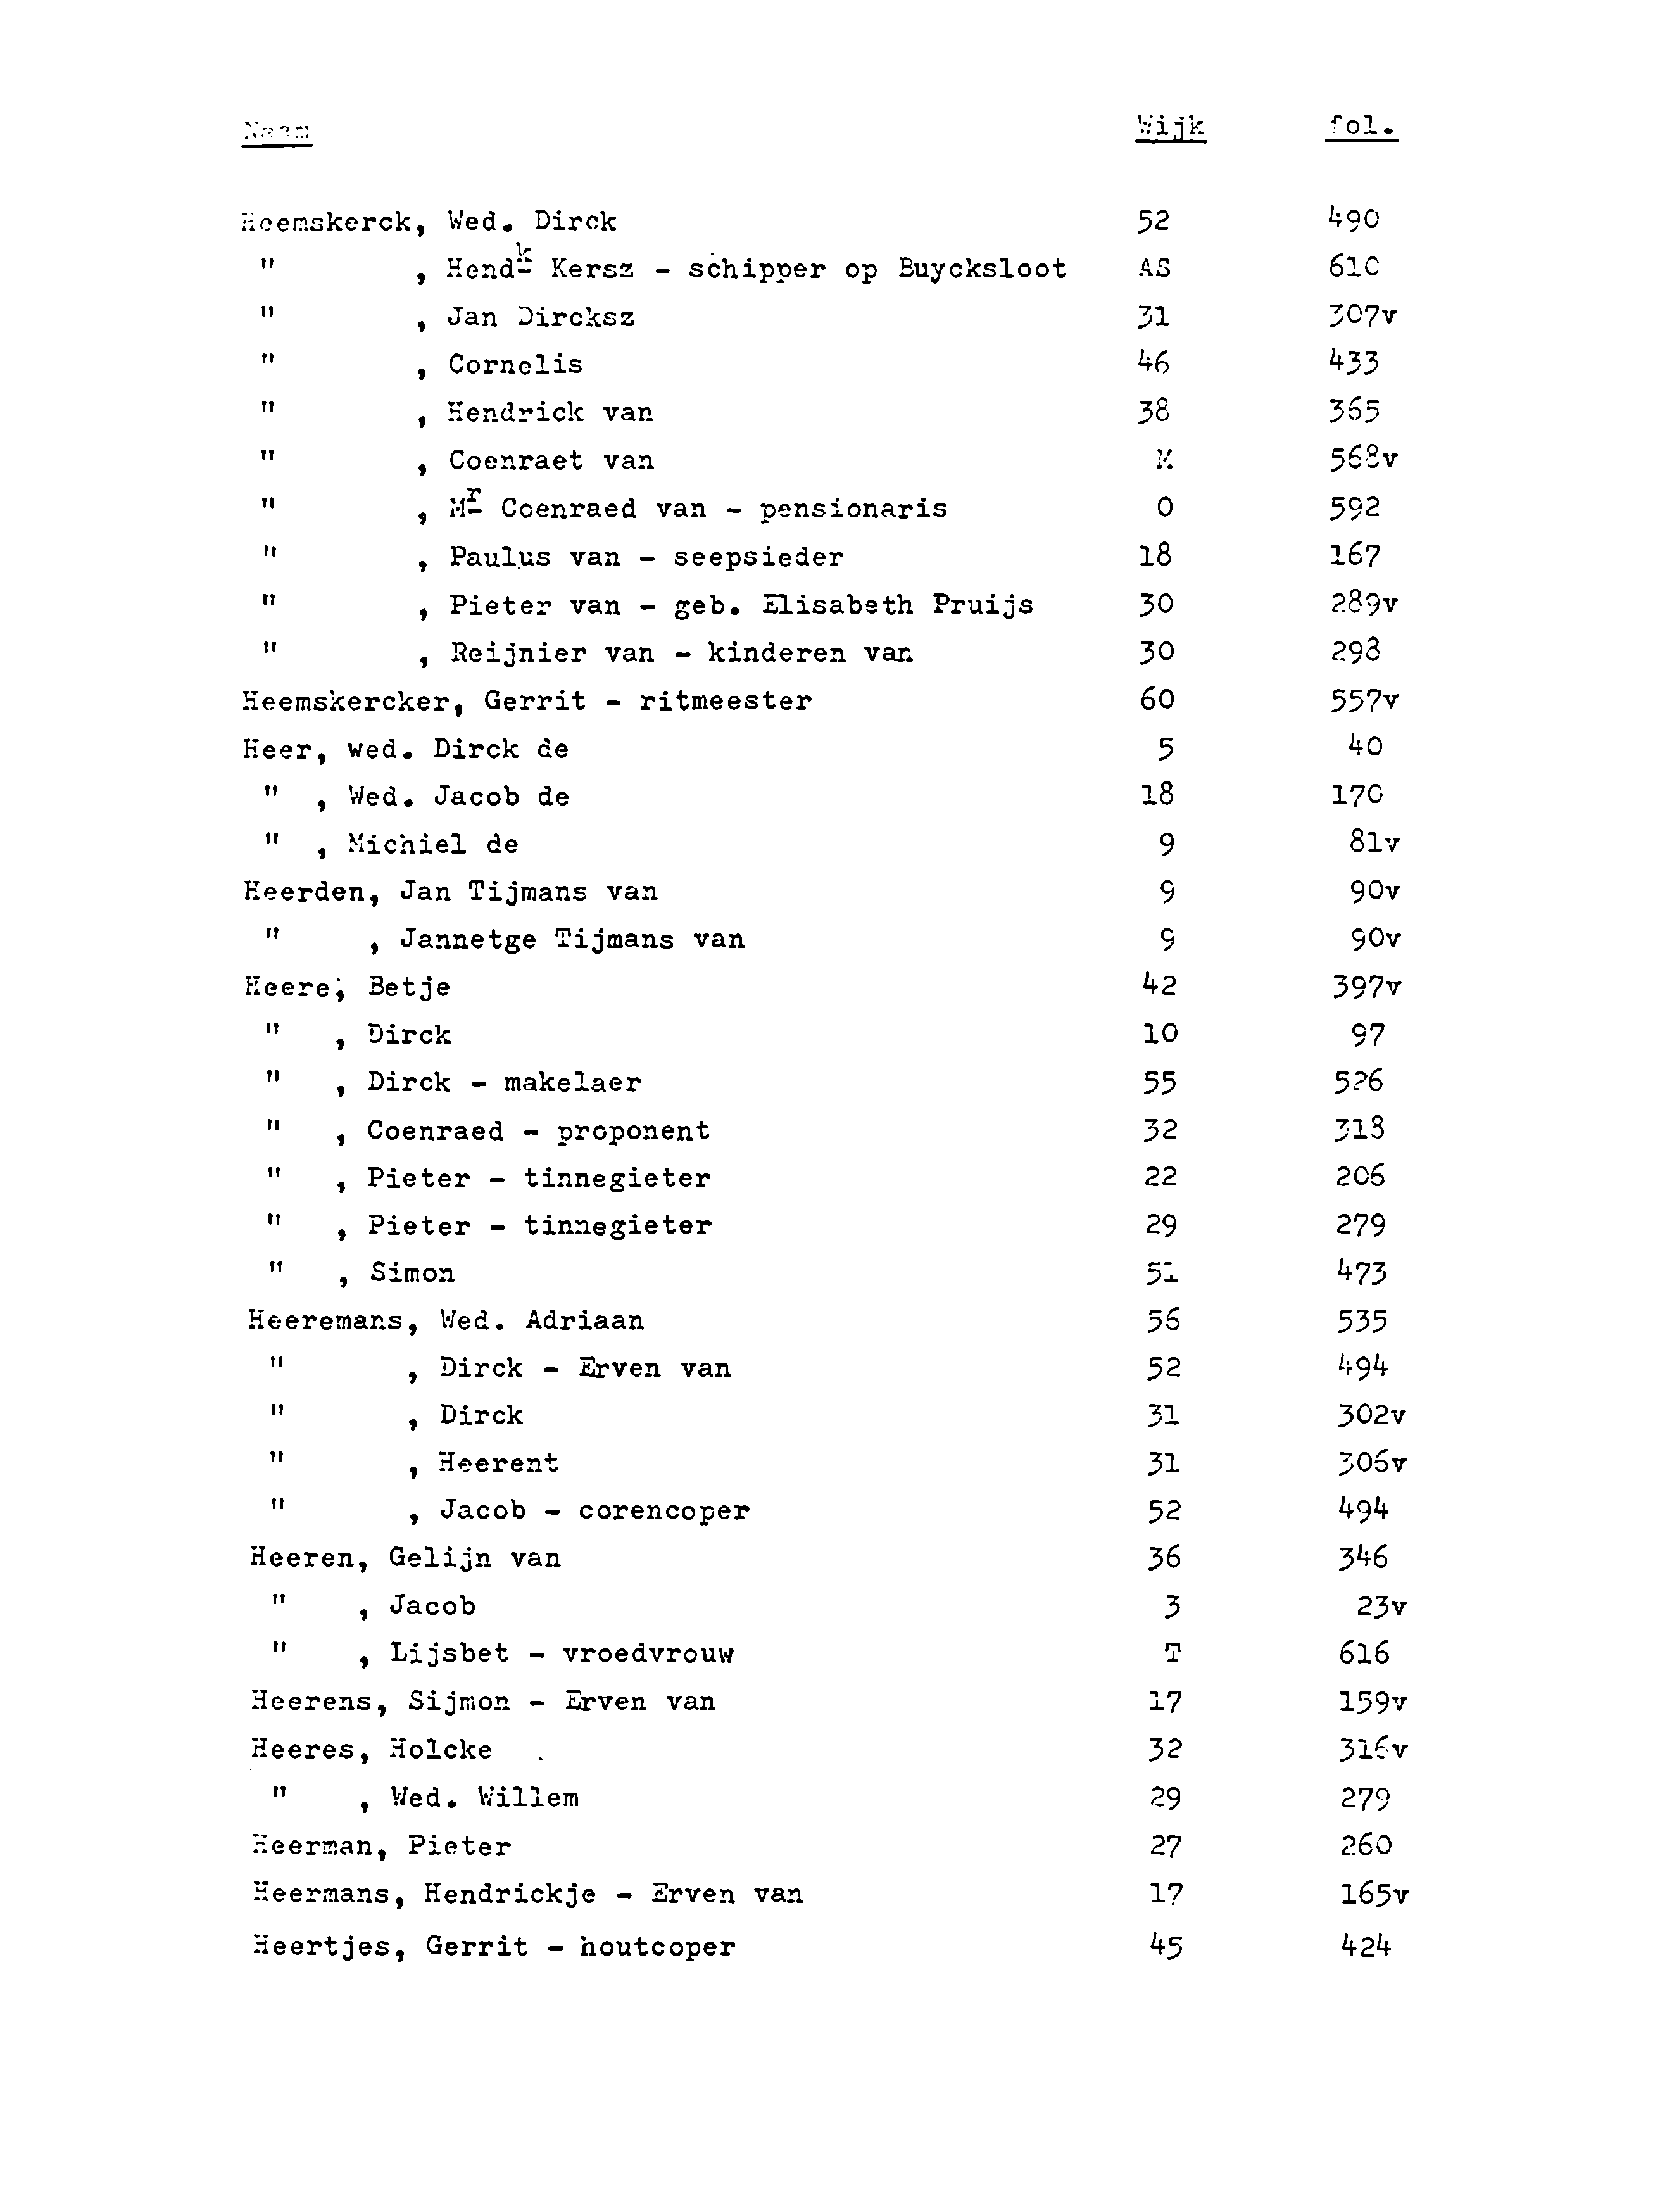 Naam Wijk fol.
Heemskerck, Wed. Dirck 52 490
" , Hendk Kersz - schipper op Buycksloot AS 610
" , Jan Dircksz 31 307v
" , Cornelis 46 433
" , Hendrick van 38 365
" , Coenraet van M 568v
" , Mr Coenraed van - pensionaris O 592
" , Paulus van - seepsieder 18 167
" , Pieter van - geb. Elisabeth Pruijs 30 289v
" , Reijnier van - kinderen van 30 298
Heemskercker, Gerrit - ritmeester 60 557v
Heer, wed. Dirck de 5 40
" , Wed. Jacob de 18 170
" , Michiel de 9 81v
Heerden, Jan Tijmans van 9 90v
" , Jannetge Tijmans van 9 90v
Heere, Betje 42 397v
" , Dirck 10 97
" , Dirck - makelaer 55 526
" , Coenraed - proponent 32 318
" , Pieter - tinnegieter 22 206
" , Pieter - tinnegieter 29 279
" , Simon 51 473
Heeremans, Wed. Adriaan 56 535
" , Dirck - Erven van 52 494
" , Dirck 31 302v
" , Heerent 31 306v
" , Jacob - corencoper 52 494
Heeren, Gelijn van 36 346
" , Jacob 3 23v
" , Lijsbet - vroedvrouw T 616
Heerens, Sijmon - Erven van 17 159v
Heeres, Holcke 32 316v
" , Wed. Willem 29 279
Heerman, Pieter 27 260
Heermans, Hendrickje - Erven van 17 165v
Heertjes, Gerrit - houtcoper 45 424